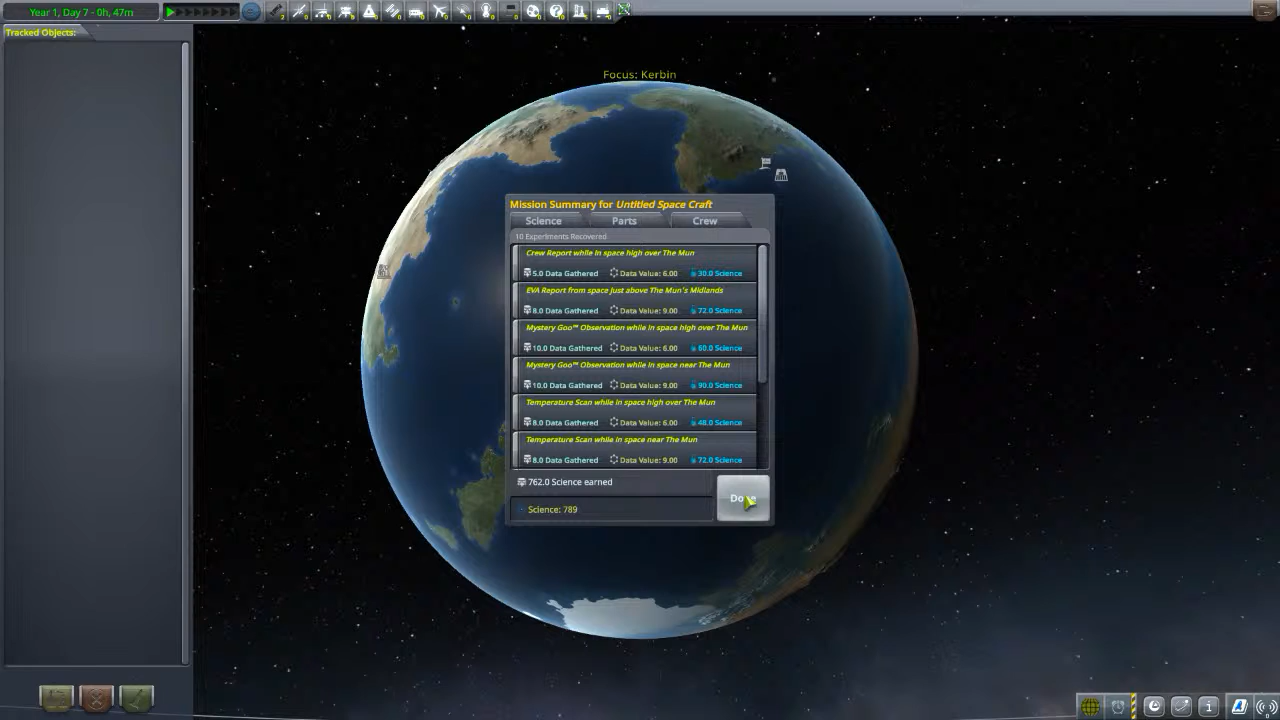 Year 1, Day 7 - 0h, 47m
Tracked Objects:
Focus: Kerbin
Mission Summary for Untitled Space Craft
Science Parts Crew
10 Experiments Recovered
Crew Report while in space high over The Mun
5.0 Data Gathered Data Value: 6.00 30.0 Science
EVA Report from space just above The Mun's Midlands
8.0 Data Gathered Data Value: 9.00 72.0 Science
Mystery Goo™ Observation while in space high over The Mun
10.0 Data Gathered Data Value: 6.00 60.0 Science
Mystery Goo™ Observation while in space near The Mun
10.0 Data Gathered Data Value: 9.00 90.0 Science
Temperature Scan while in space high over The Mun
8.0 Data Gathered Data Value: 6.00 48.0 Science
Temperature Scan while in space near The Mun
8.0 Data Gathered Data Value: 9.00 72.0 Science
762.0 Science earned
Done
Science: 789